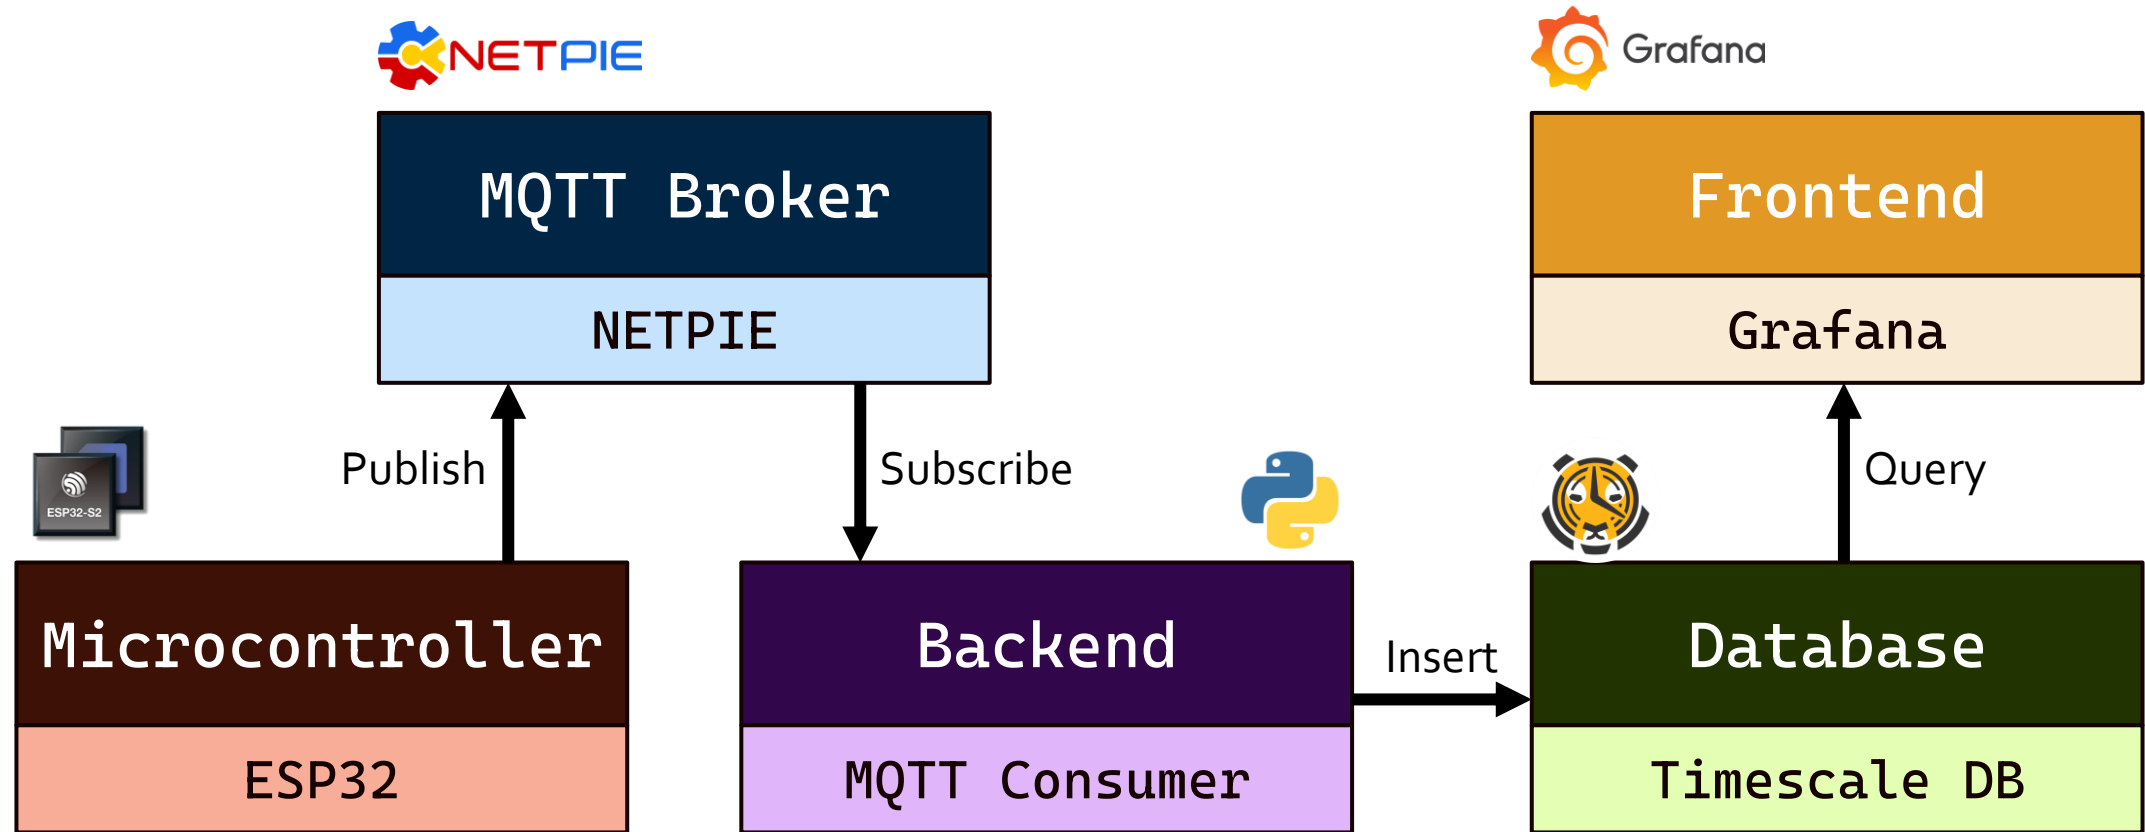 NETPIE
Grafana
MQTT Broker
NETPIE
Frontend
Grafana
Publish
Subscribe
Query
ESP32-S2
Microcontroller
ESP32
Backend
MQTT Consumer
Insert
Database
Timescale DB